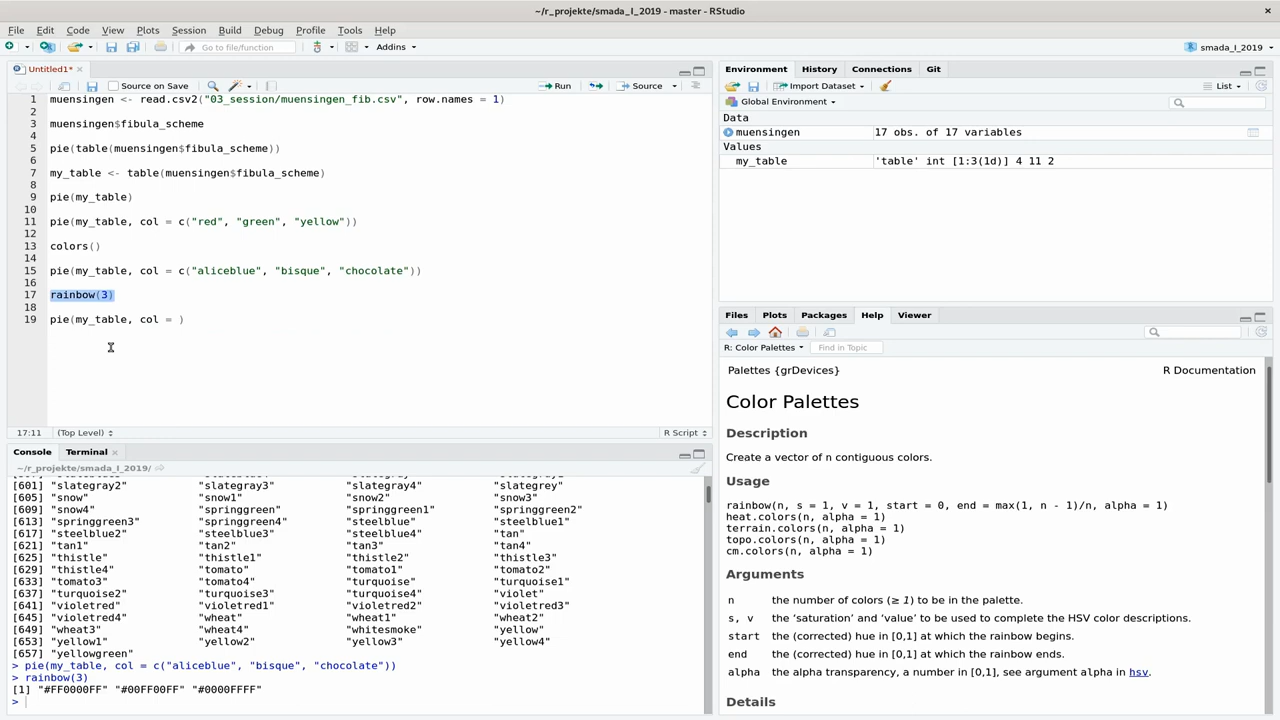 ~/r_projekte/smada_I_2019 - master - RStudio
File Edit Code View Plots Session Build Debug Profile Tools Help
Go to file/function Addins smada_I_2019
Untitled1*
Source on Save Run Source
1 muensingen <- read.csv2("03_session/muensingen_fib.csv", row.names = 1)
2
3 muensingen$fibula_scheme
4
5 pie(table(muensingen$fibula_scheme))
6
7 my_table <- table(muensingen$fibula_scheme)
8
9 pie(my_table)
10
11 pie(my_table, col = c("red", "green", "yellow"))
12
13 colors()
14
15 pie(my_table, col = c("aliceblue", "bisque", "chocolate"))
16
17 rainbow(3)
18
19 pie(my_table, col = )
17:11 (Top Level) R Script
Console Terminal
~/r_projekte/smada_I_2019/
[601] "slategray2" "slategray3" "slategray4" "slategrey"
[605] "snow" "snow1" "snow2" "snow3"
[609] "snow4" "springgreen" "springgreen1" "springgreen2"
[613] "springgreen3" "springgreen4" "steelblue" "steelblue1"
[617] "steelblue2" "steelblue3" "steelblue4" "tan"
[621] "tan1" "tan2" "tan3" "tan4"
[625] "thistle" "thistle1" "thistle2" "thistle3"
[629] "thistle4" "tomato" "tomato1" "tomato2"
[633] "tomato3" "tomato4" "turquoise" "turquoise1"
[637] "turquoise2" "turquoise3" "turquoise4" "violet"
[641] "violetred" "violetred1" "violetred2" "violetred3"
[645] "violetred4" "wheat" "wheat1" "wheat2"
[649] "wheat3" "wheat4" "whitesmoke" "yellow"
[653] "yellow1" "yellow2" "yellow3" "yellow4"
[657] "yellowgreen"
> pie(my_table, col = c("aliceblue", "bisque", "chocolate"))
> rainbow(3)
[1] "#FF0000FF" "#00FF00FF" "#0000FFFF"
>
Environment History Connections Git
Import Dataset List
Global Environment
Data
muensingen 17 obs. of 17 variables
Values
my_table 'table' int [1:3(1d)] 4 11 2
Files Plots Packages Help Viewer
R: Color Palettes Find in Topic
Palettes {grDevices} R Documentation
Color Palettes
Description
Create a vector of n contiguous colors.
Usage
rainbow(n, s = 1, v = 1, start = 0, end = max(1, n - 1)/n, alpha = 1)
heat.colors(n, alpha = 1)
terrain.colors(n, alpha = 1)
topo.colors(n, alpha = 1)
cm.colors(n, alpha = 1)
Arguments
n the number of colors (≥ 1) to be in the palette.
s, v the ‘saturation’ and ‘value’ to be used to complete the HSV color descriptions.
start the (corrected) hue in [0,1] at which the rainbow begins.
end the (corrected) hue in [0,1] at which the rainbow ends.
alpha the alpha transparency, a number in [0,1], see argument alpha in hsv.
Details